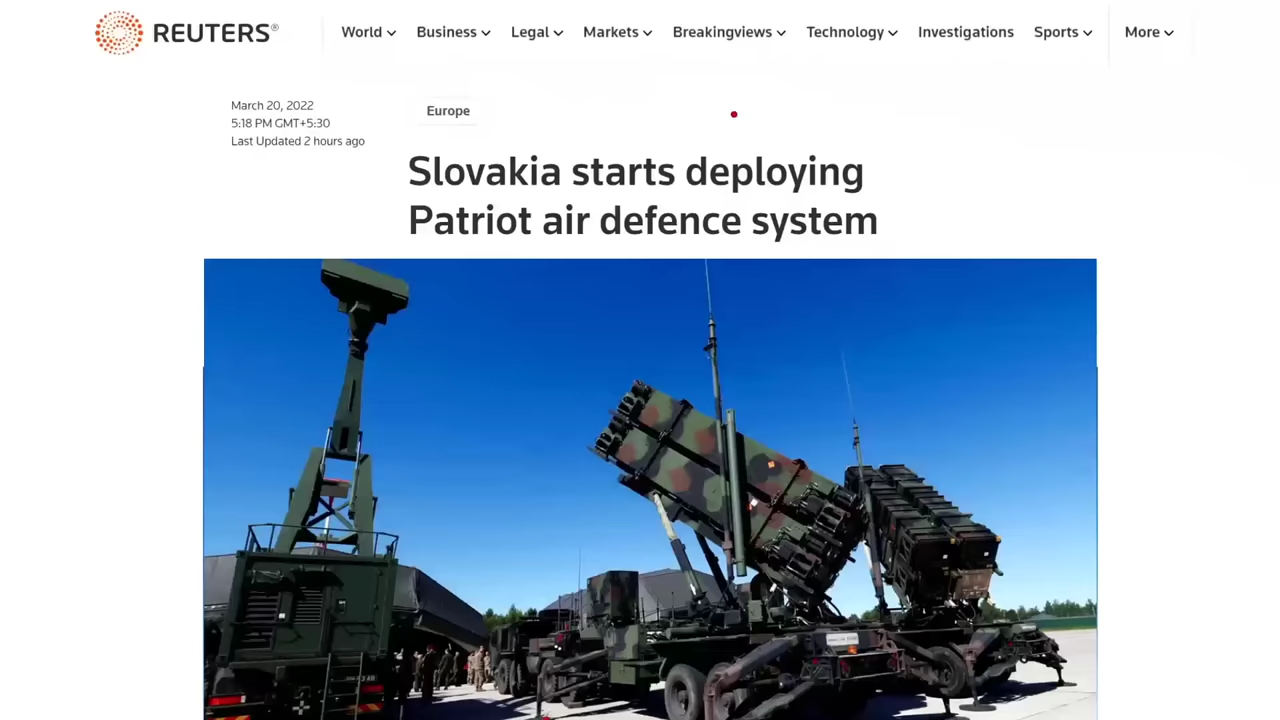 REUTERS®
World Business Legal Markets Breakingviews Technology Investigations Sports More
March 20, 2022
5:18 PM GMT+5:30
Last Updated 2 hours ago
Europe
Slovakia starts deploying
Patriot air defence system